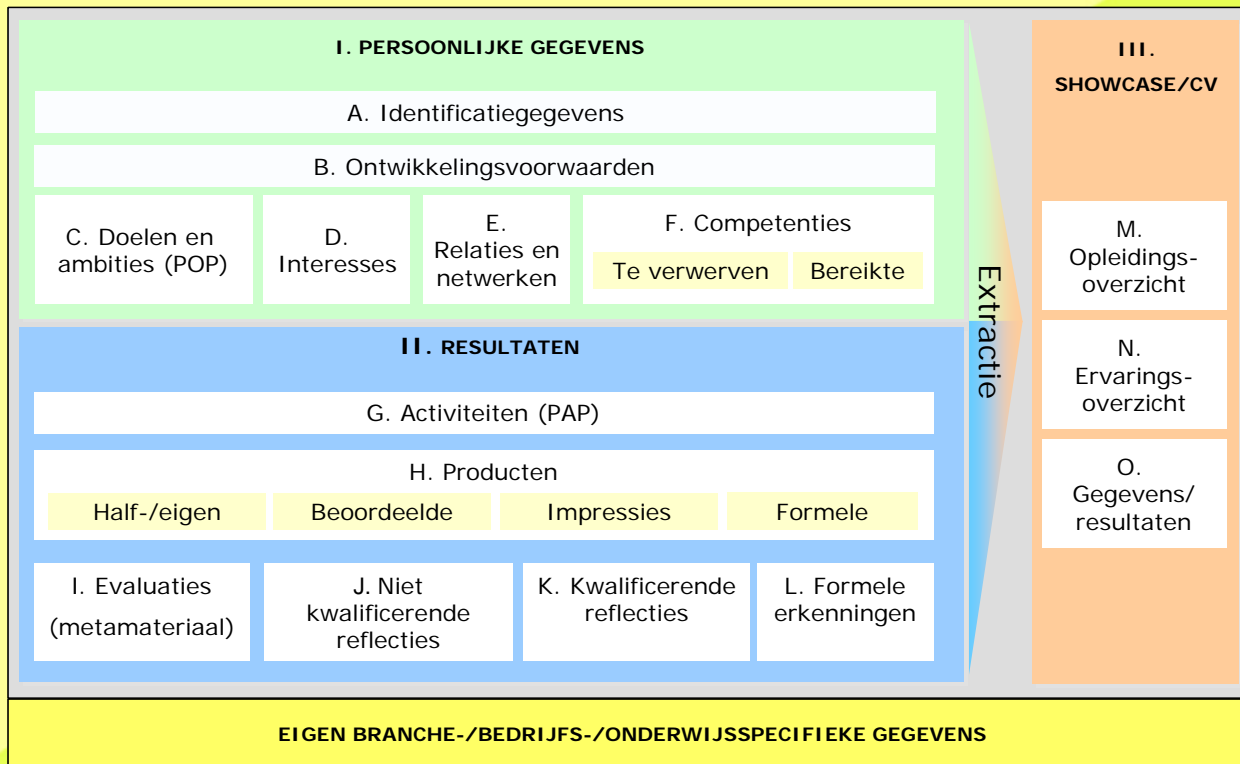 I. PERSOONLIJKE GEGEVENS
A. Identificatiegegevens
B. Ontwikkelingsvoorwaarden
C. Doelen en
ambities (POP)
D.
Interesses
E.
Relaties en
netwerken
F. Competenties
Te verwerven
Bereikte
II. RESULTATEN
G. Activiteiten (PAP)
H. Producten
Half-/eigen
Beoordeelde
Impressies
Formele
I. Evaluaties
(metamateriaal)
J. Niet
kwalificerende
reflecties
K. Kwalificerende
reflecties
L. Formele
erkenningen
Extractie
III.
SHOWCASE/CV
M.
Opleidings-
overzicht
N.
Ervarings-
overzicht
O.
Gegevens/
resultaten
EIGEN BRANCHE-/BEDRIJFS-/ONDERWIJSSPECIFIEKE GEGEVENS